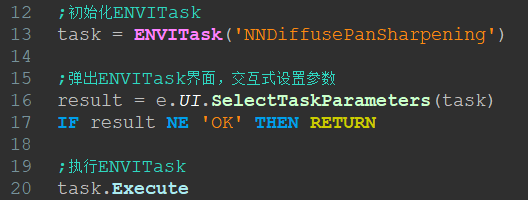 12 ;初始化ENVITask
13 task = ENVITask('NNDiffusePanSharpening')
14
15 ;弹出ENVITask界面，交互式设置参数
16 result = e.UI.SelectTaskParameters(task)
17 IF result NE 'OK' THEN RETURN
18
19 ;执行ENVITask
20 task.Execute